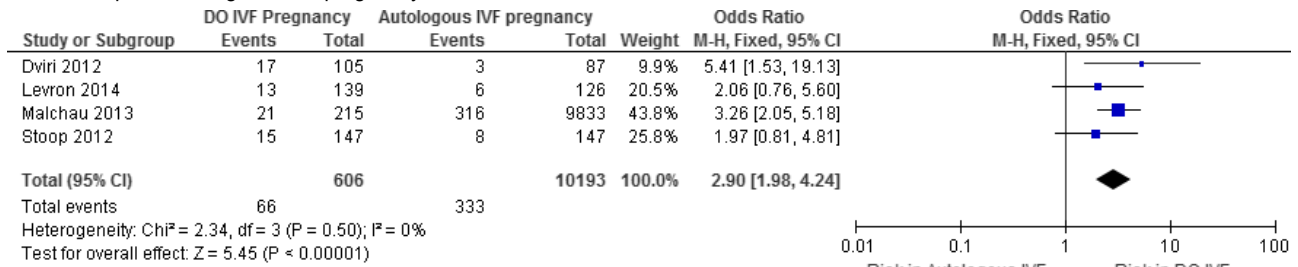 DO IVF Pregnancy Autologous IVF pregnancy Odds Ratio Odds Ratio
Study or Subgroup Events Total Events Total Weight M-H, Fixed, 95% CI M-H, Fixed, 95% CI
Dviri 2012 17 105 3 87 9.9% 5.41 [1.53, 19.13]
Levron 2014 13 139 6 126 20.5% 2.06 [0.76, 5.60]
Malchau 2013 21 215 316 9833 43.8% 3.26 [2.05, 5.18]
Stoop 2012 15 147 8 147 25.8% 1.97 [0.81, 4.81]
Total (95% CI) 606 10193 100.0% 2.90 [1.98, 4.24]
Total events 66 333
Heterogeneity: Chi² = 2.34, df = 3 (P = 0.50); I² = 0%
Test for overall effect: Z = 5.45 (P < 0.00001)
0.01 0.1 1 10 100